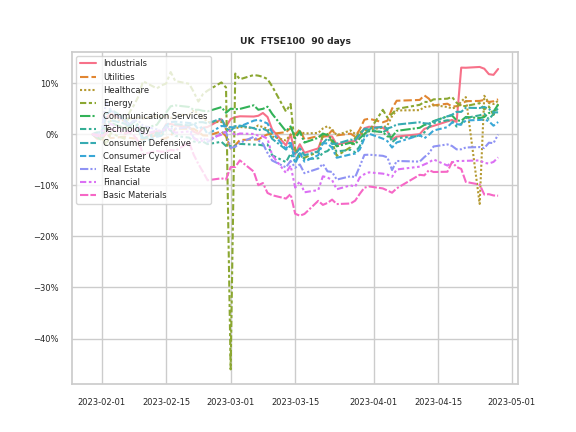 UK  FTSE100  90 days
10%
0%
−10%
−20%
−30%
−40%
Industrials
Utilities
Healthcare
Energy
Communication Services
Technology
Consumer Defensive
Consumer Cyclical
Real Estate
Financial
Basic Materials
2023-02-01
2023-02-15
2023-03-01
2023-03-15
2023-04-01
2023-04-15
2023-05-01